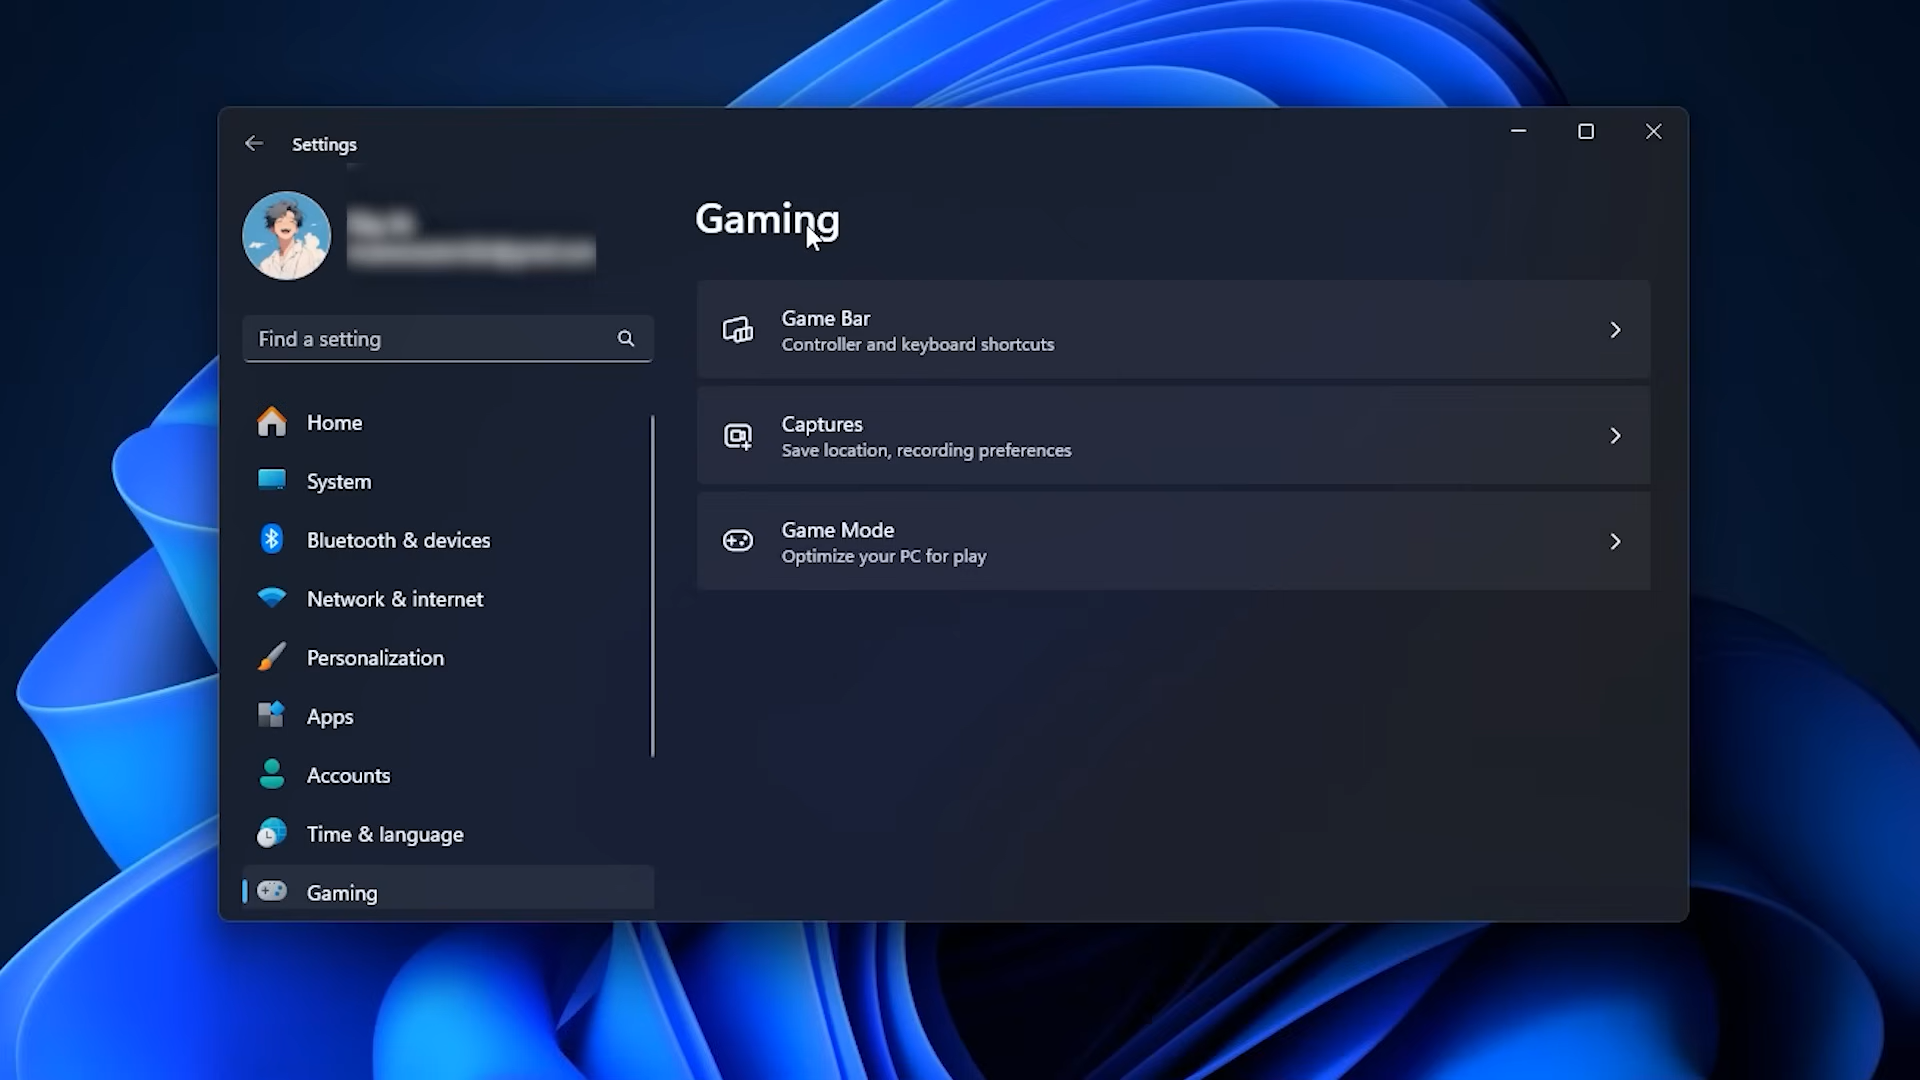 Settings
Gaming
Find a setting
Home
System
Bluetooth & devices
Network & internet
Personalization
Apps
Accounts
Time & language
Gaming
Game Bar
Controller and keyboard shortcuts
Captures
Save location, recording preferences
Game Mode
Optimize your PC for play